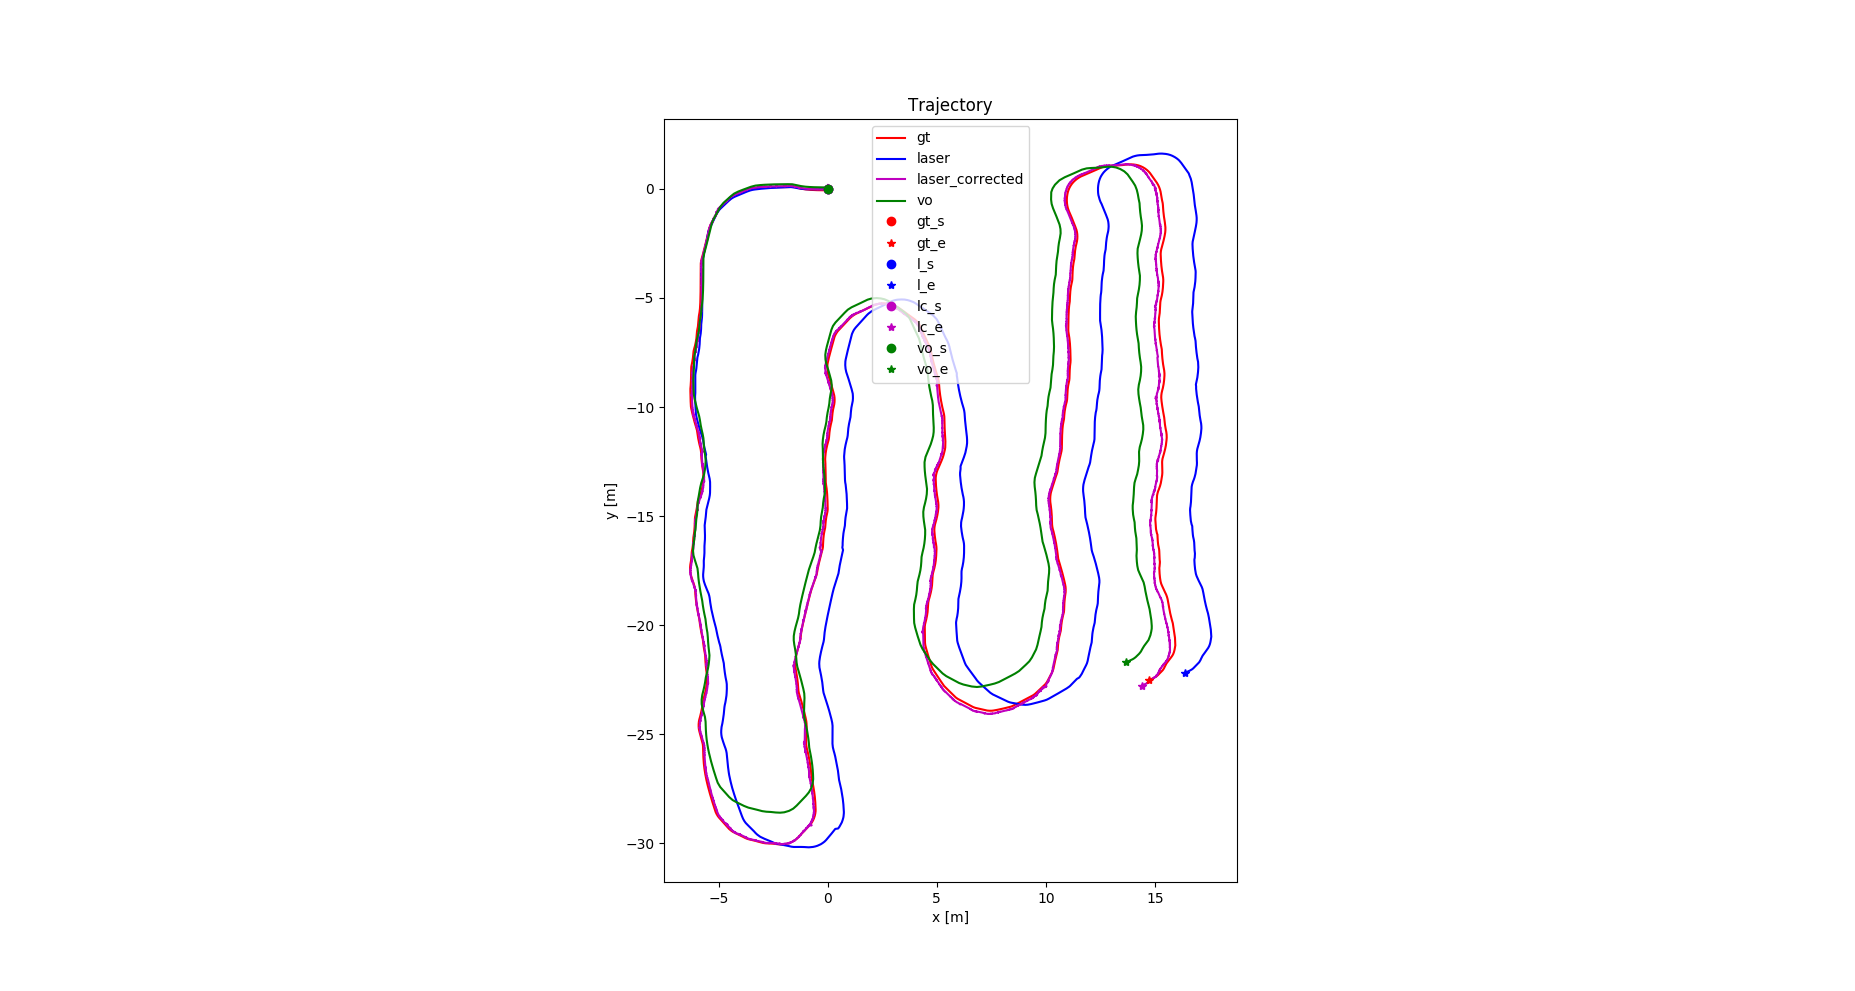 Trajectory
gt
laser
laser_corrected
vo
gt_s
gt_e
l_s
l_e
lc_s
lc_e
vo_s
vo_e
0
−5
−10
−15
−20
−25
−30
y [m]
−5 0 5 10 15
x [m]